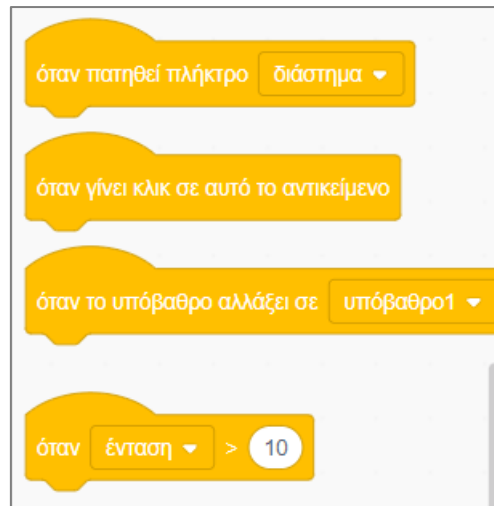 όταν πατηθεί πλήκτρο διάστημα
όταν γίνει κλικ σε αυτό το αντικείμενο
όταν το υπόβαθρο αλλάξει σε υπόβαθρο1
όταν ένταση > 10